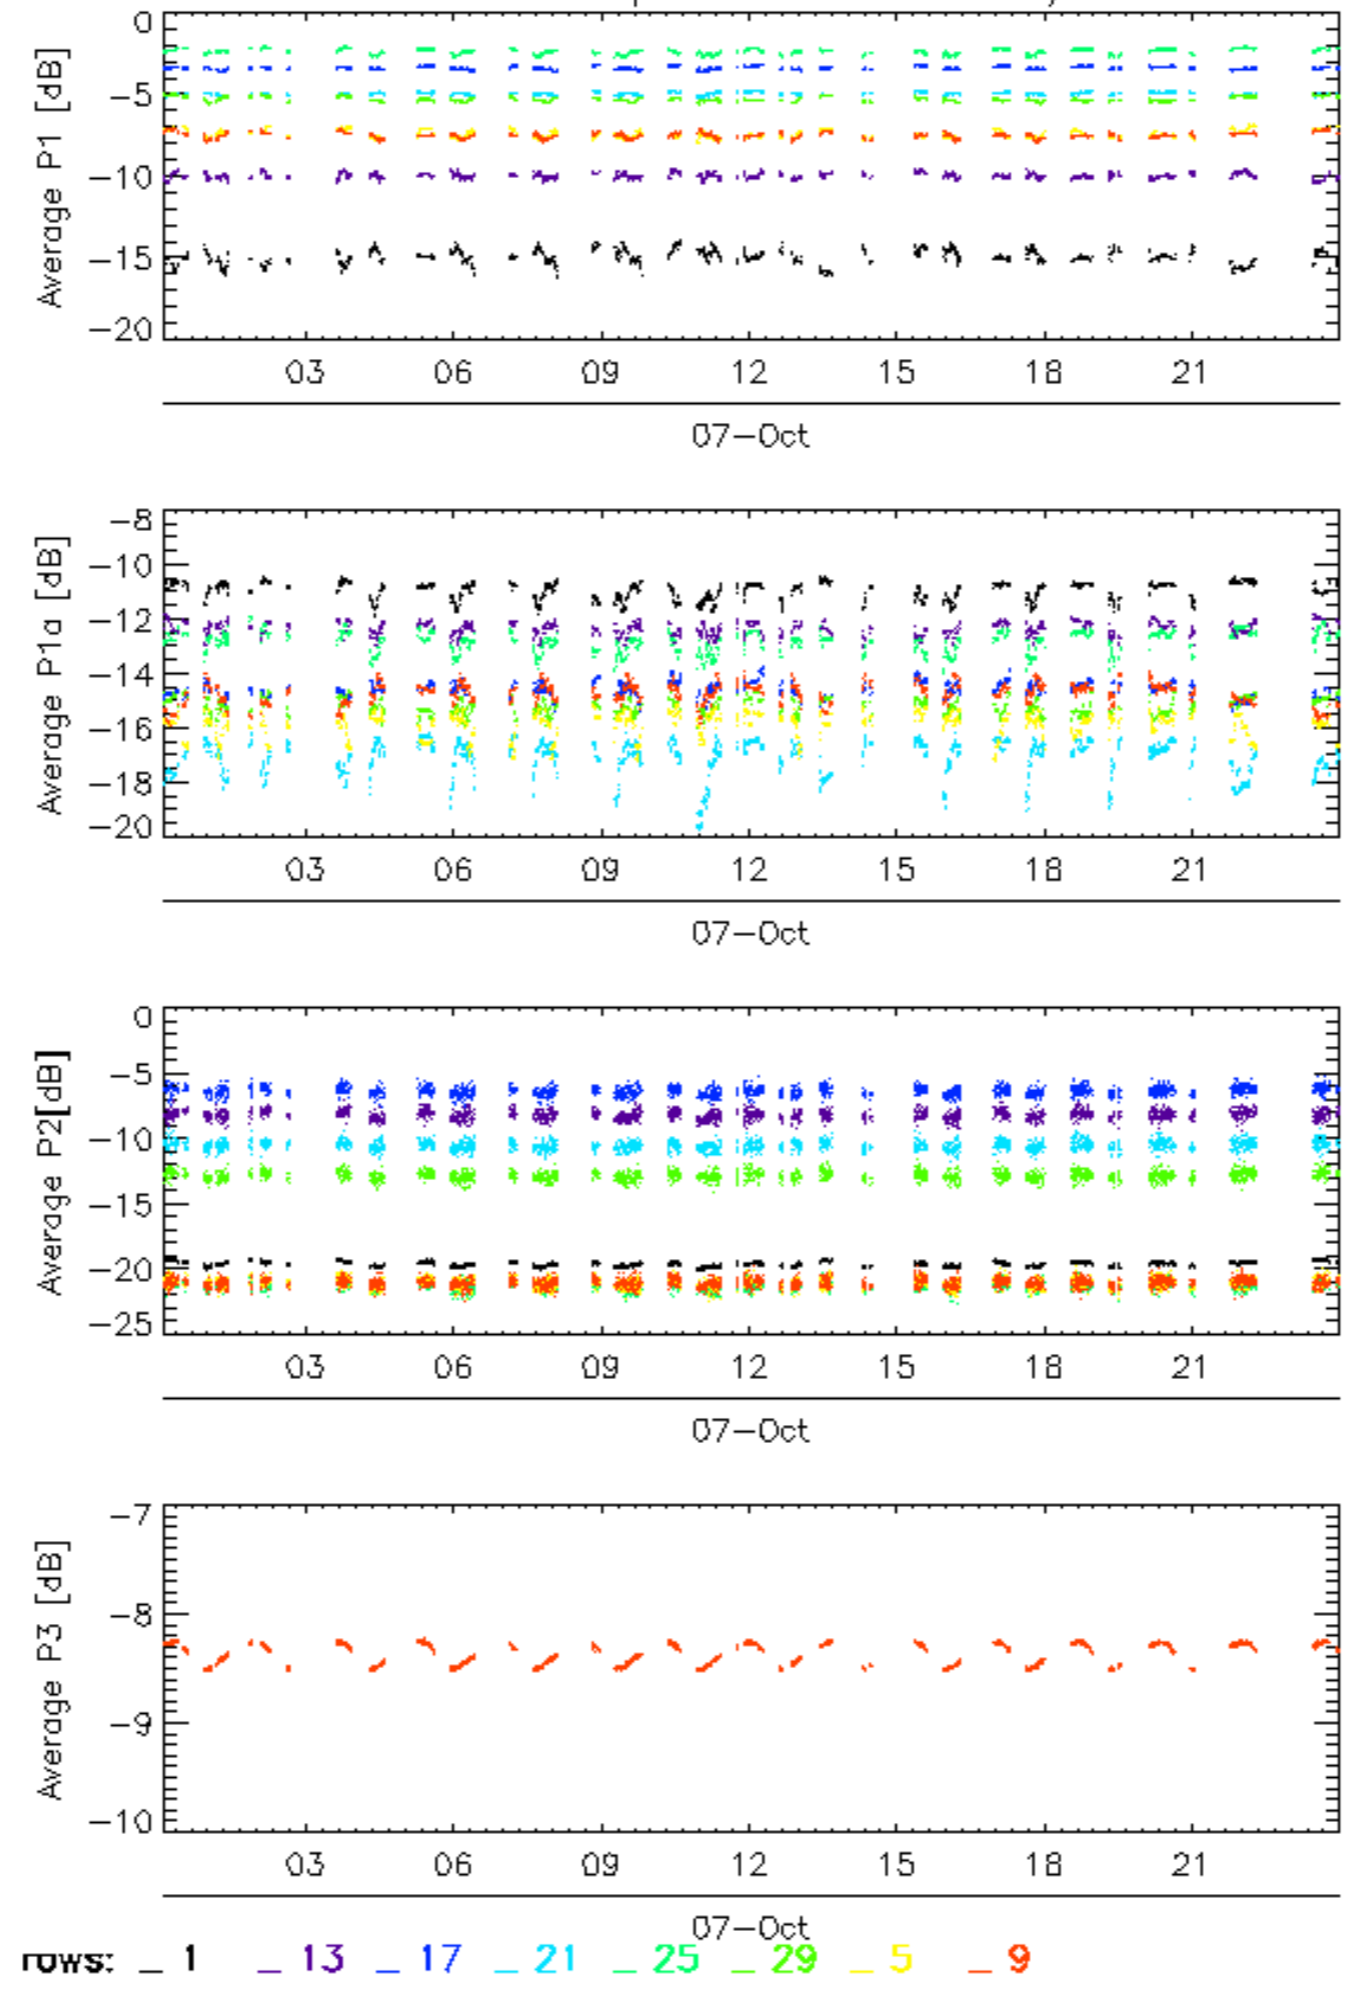 0
−5
−10
−15
−20
Average P1 [dB]
03 06 09 12 15 18 21
07−Oct
−8
−10
−12
−14
−16
−18
−20
Average P1a [dB]
03 06 09 12 15 18 21
07−Oct
0
−5
−10
−15
−20
−25
Average P2[dB]
03 06 09 12 15 18 21
07−Oct
−7
−8
−9
−10
Average P3 [dB]
03 06 09 12 15 18 21
07−Oct
rows: _ 1 _ 13 _ 17 _ 21 _ 25 _ 29 _ 5 _ 9